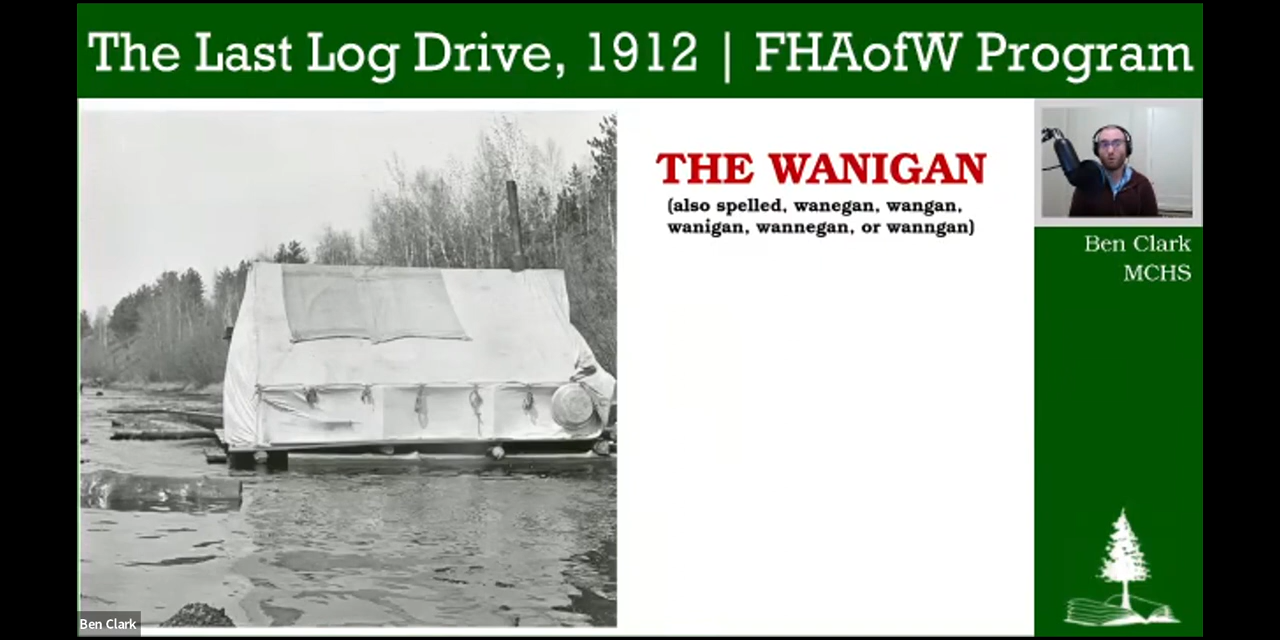 The Last Log Drive, 1912 | FHAofW Program
THE WANIGAN
(also spelled, wanegan, wangan,
wanigan, wannegan, or wanngan)
Ben Clark
MCHS
Ben Clark